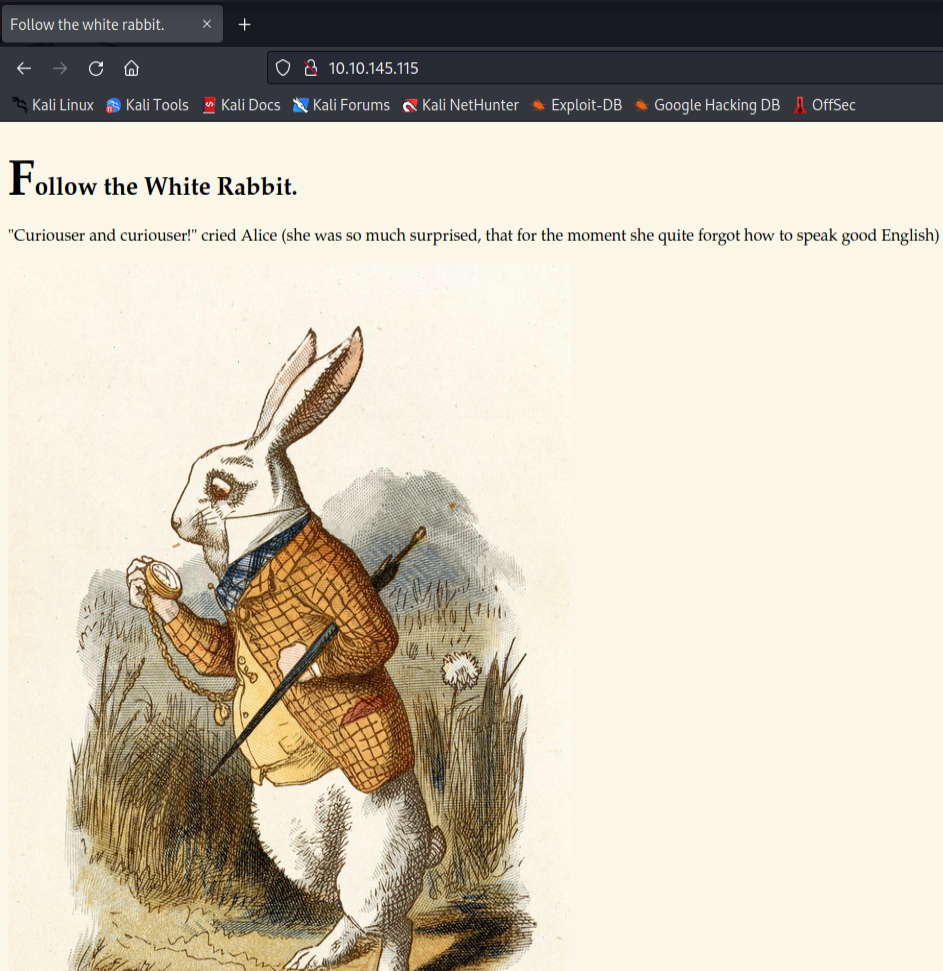 Follow the white rabbit.
10.10.145.115
Kali Linux Kali Tools Kali Docs Kali Forums Kali NetHunter Exploit-DB Google Hacking DB OffSec
Follow the White Rabbit.
"Curiouser and curiouser!" cried Alice (she was so much surprised, that for the moment she quite forgot how to speak good English)